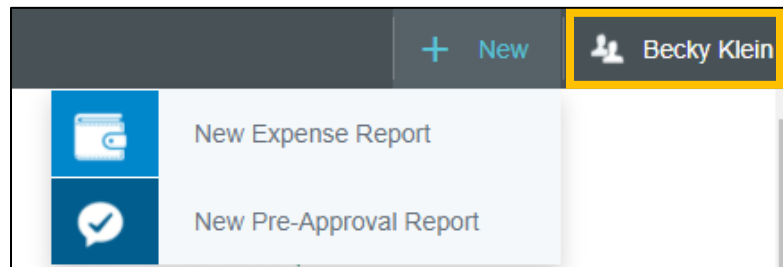 + New
Becky Klein
New Expense Report
New Pre-Approval Report